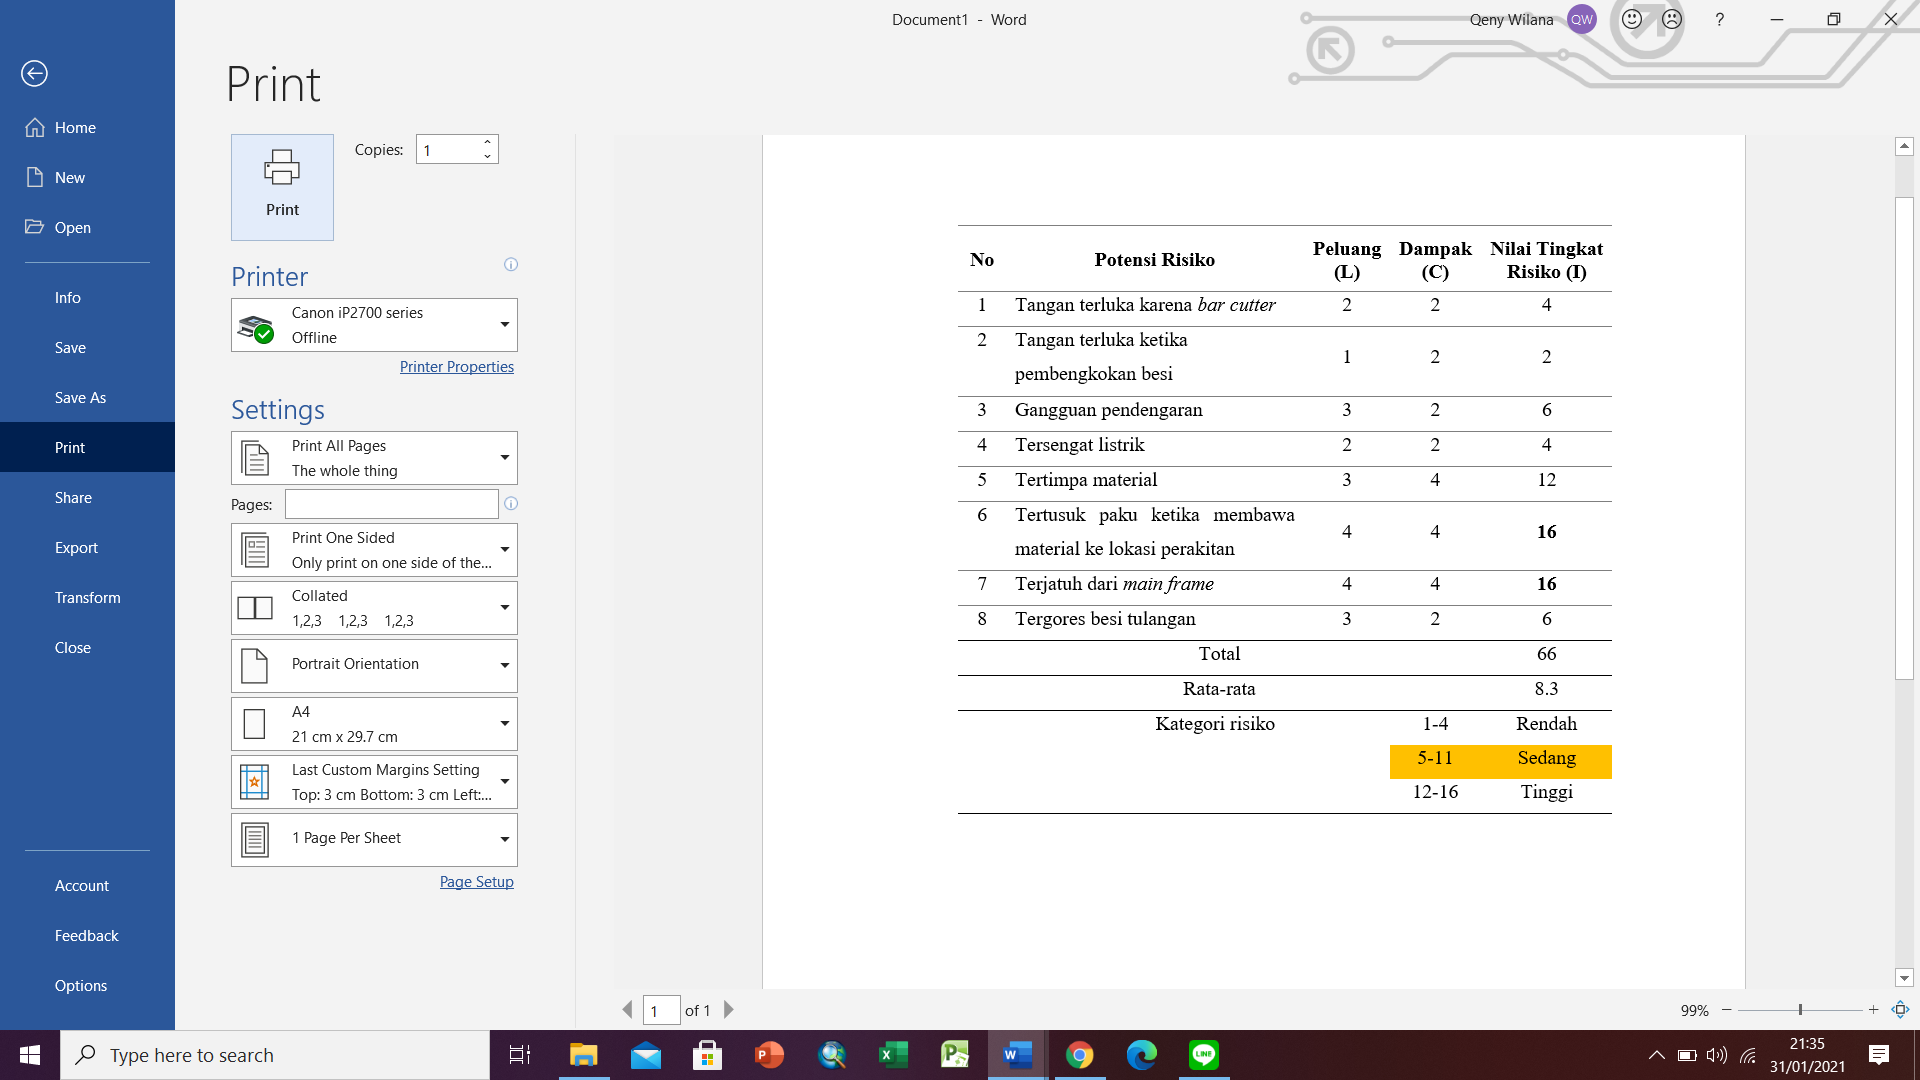 Document1 - Word
Qeny Wilana
QW
?
Print
Home
New
Open
Info
Save
Save As
Print
Share
Export
Transform
Close
Account
Feedback
Options
Print
Copies: 1
Printer
Canon iP2700 series
Offline
Printer Properties
Settings
Print All Pages
The whole thing
Pages:
Print One Sided
Only print on one side of the...
Collated
1,2,3 1,2,3 1,2,3
Portrait Orientation
A4
21 cm x 29.7 cm
Last Custom Margins Setting
Top: 3 cm Bottom: 3 cm Left:...
1 Page Per Sheet
Page Setup
No Potensi Risiko Peluang (L) Dampak (C) Nilai Tingkat Risiko (I)
1 Tangan terluka karena bar cutter 2 2 4
2 Tangan terluka ketika
pembengkokan besi 1 2 2
3 Gangguan pendengaran 3 2 6
4 Tersengat listrik 2 2 4
5 Tertimpa material 3 4 12
6 Tertusuk paku ketika membawa
material ke lokasi perakitan 4 4 16
7 Terjatuh dari main frame 4 4 16
8 Tergores besi tulangan 3 2 6
Total 66
Rata-rata 8.3
Kategori risiko 1-4 Rendah
5-11 Sedang
12-16 Tinggi
1 of 1
99%
Type here to search
LINE
21:35
31/01/2021